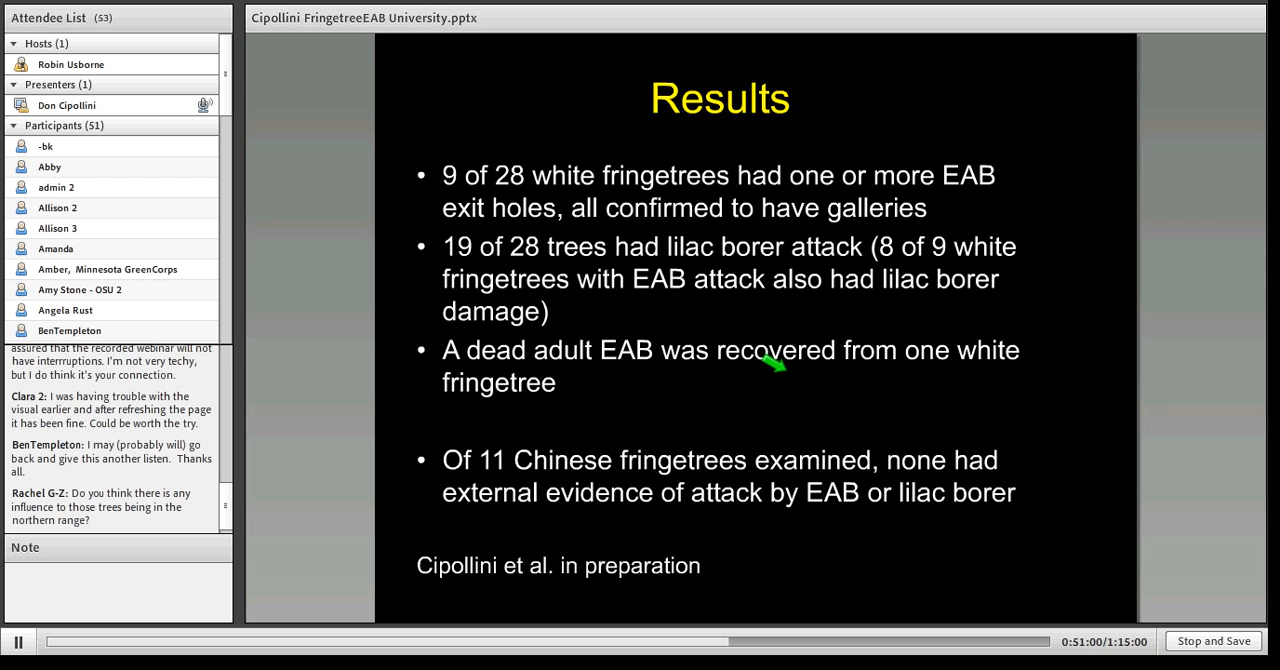 Attendee List (53)
Hosts (1)
Robin Usborne
Presenters (1)
Don Cipollini
Participants (51)
-bk
Abby
admin 2
Allison 2
Allison 3
Amanda
Amber, Minnesota GreenCorps
Amy Stone - OSU 2
Angela Rust
BenTempleton
assured that the recorded webinar will not
have interrruptions. I'm not very techy,
but I do think it's your connection.
Clara 2: I was having trouble with the
visual earlier and after refreshing the page
it has been fine. Could be worth the try.
BenTempleton: I may (probably will) go
back and give this another listen. Thanks
all.
Rachel G-Z: Do you think there is any
influence to those trees being in the
northern range?
Note
Cipollini FringetreeEAB University.pptx
Results
• 9 of 28 white fringetrees had one or more EAB
exit holes, all confirmed to have galleries
• 19 of 28 trees had lilac borer attack (8 of 9 white
fringetrees with EAB attack also had lilac borer
damage)
• A dead adult EAB was recovered from one white
fringetree
• Of 11 Chinese fringetrees examined, none had
external evidence of attack by EAB or lilac borer
Cipollini et al. in preparation
0:51:00/1:15:00
Stop and Save